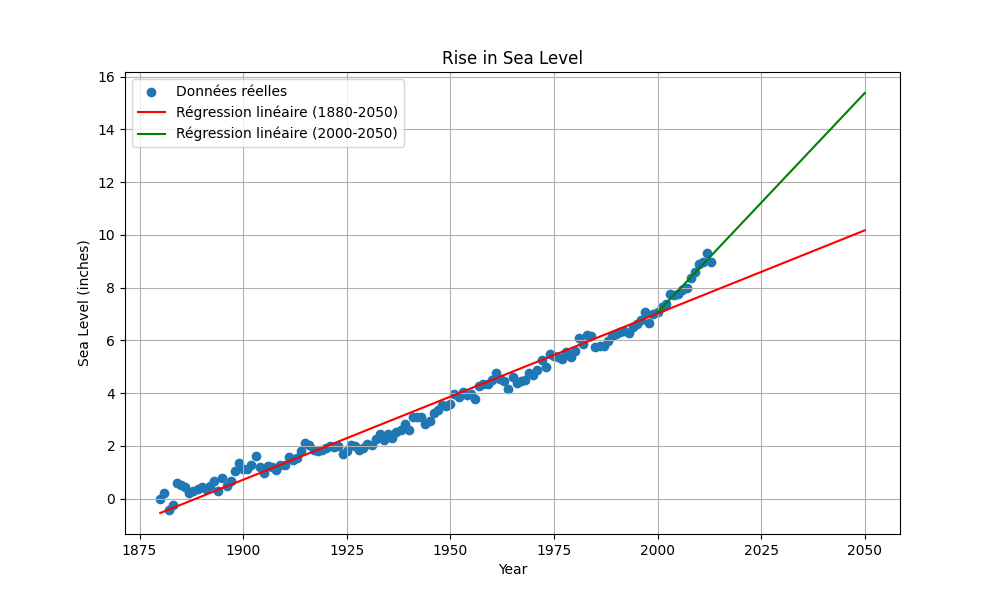 Rise in Sea Level
Données réelles
Régression linéaire (1880-2050)
Régression linéaire (2000-2050)
Sea Level (inches)
16
14
12
10
8
6
4
2
0
1875 1900 1925 1950 1975 2000 2025 2050
Year